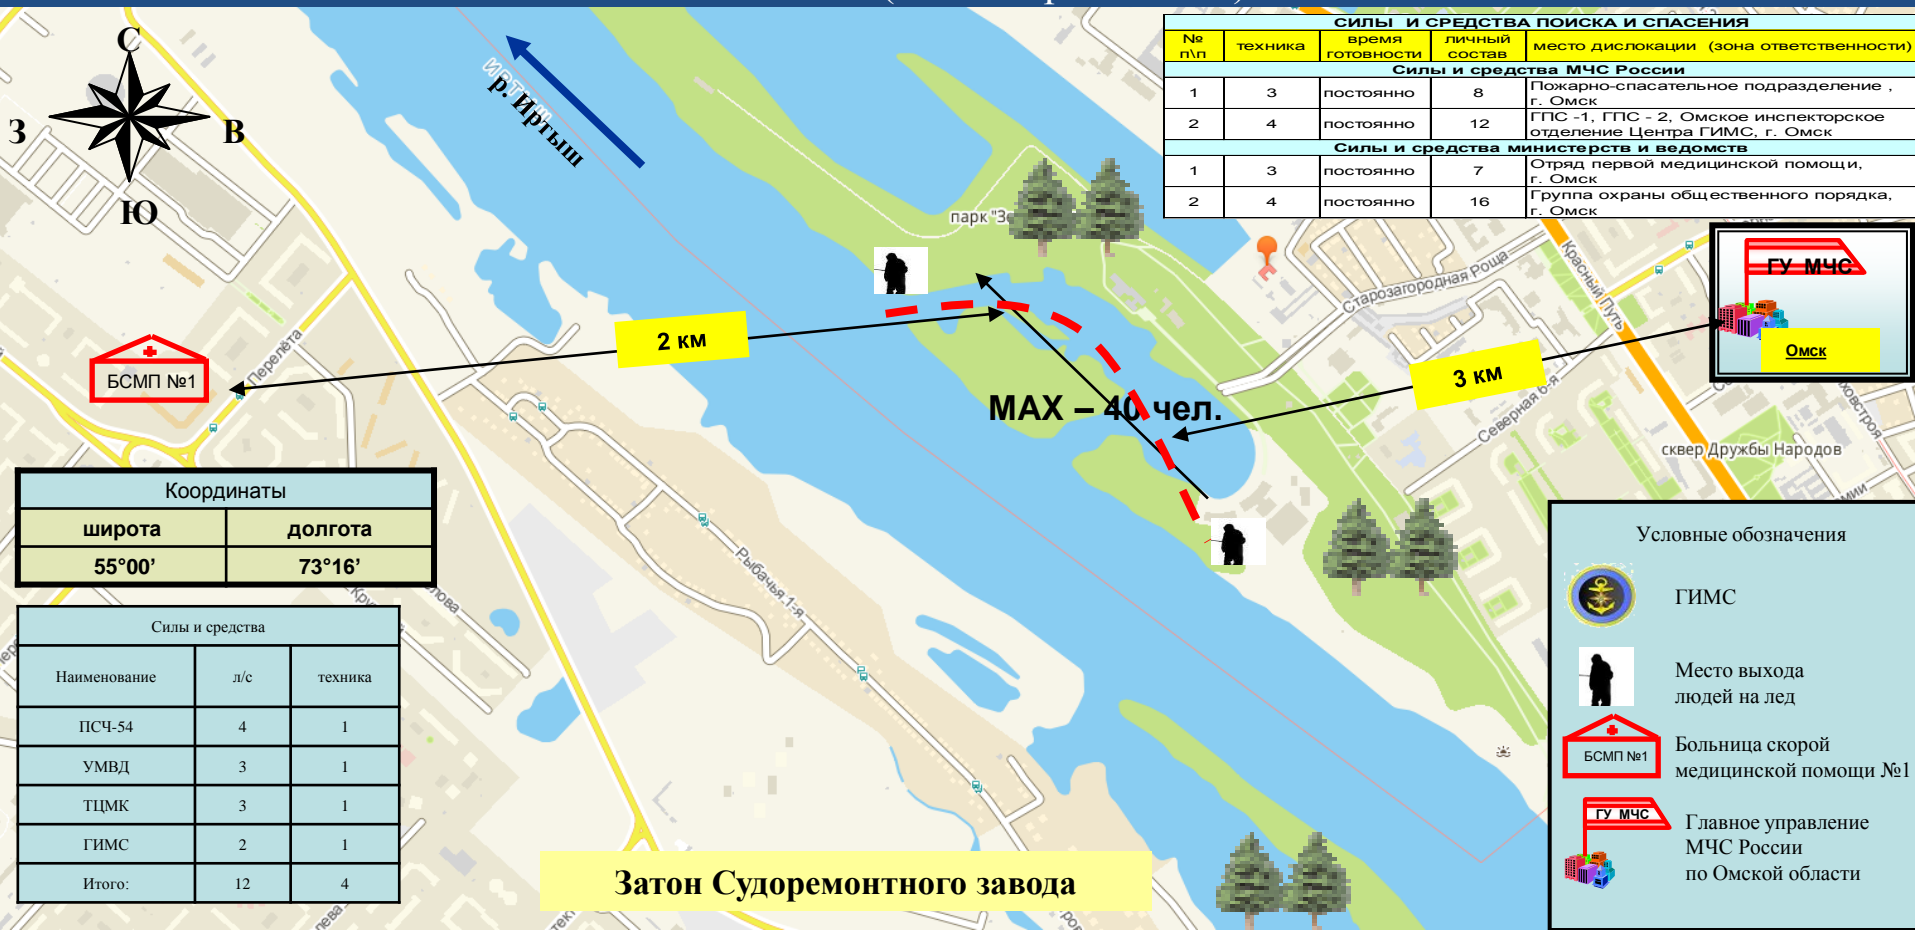 С
З
В
Ю
р. Иртыш
ИРТЫШ
СИЛЫ И СРЕДСТВА ПОИСКА И СПАСЕНИЯ
№ п\п техника время готовности личный состав место дислокации (зона ответственности)
Силы и средства МЧС России
1 3 постоянно 8 Пожарно-спасательное подразделение ,
г. Омск
2 4 постоянно 12 ГПС -1, ГПС - 2, Омское инспекторское
отделение Центра ГИМС, г. Омск
Силы и средства министерств и ведомств
1 3 постоянно 7 Отряд первой медицинской помощи,
г. Омск
2 4 постоянно 16 Группа охраны общественного порядка,
г. Омск
парк
Старозагородная Роща
Красный Путь
ГУ МЧС
Омск
БСМП №1
Перелёта
2 км
3 км
МАХ – 40 чел.
Северная 6-я
сквер Дружбы Народов
Координаты
широта долгота
55°00’ 73°16’
Рыбачья 1-я
Силы и средства
Наименование л/с техника
ПСЧ-54 4 1
УМВД 3 1
ТЦМК 3 1
ГИМС 2 1
Итого: 12 4
Затон Судоремонтного завода
Условные обозначения
ГИМС
Место выхода
людей на лед
БСМП №1
Больница скорой
медицинской помощи №1
ГУ МЧС
Главное управление
МЧС России
по Омской области